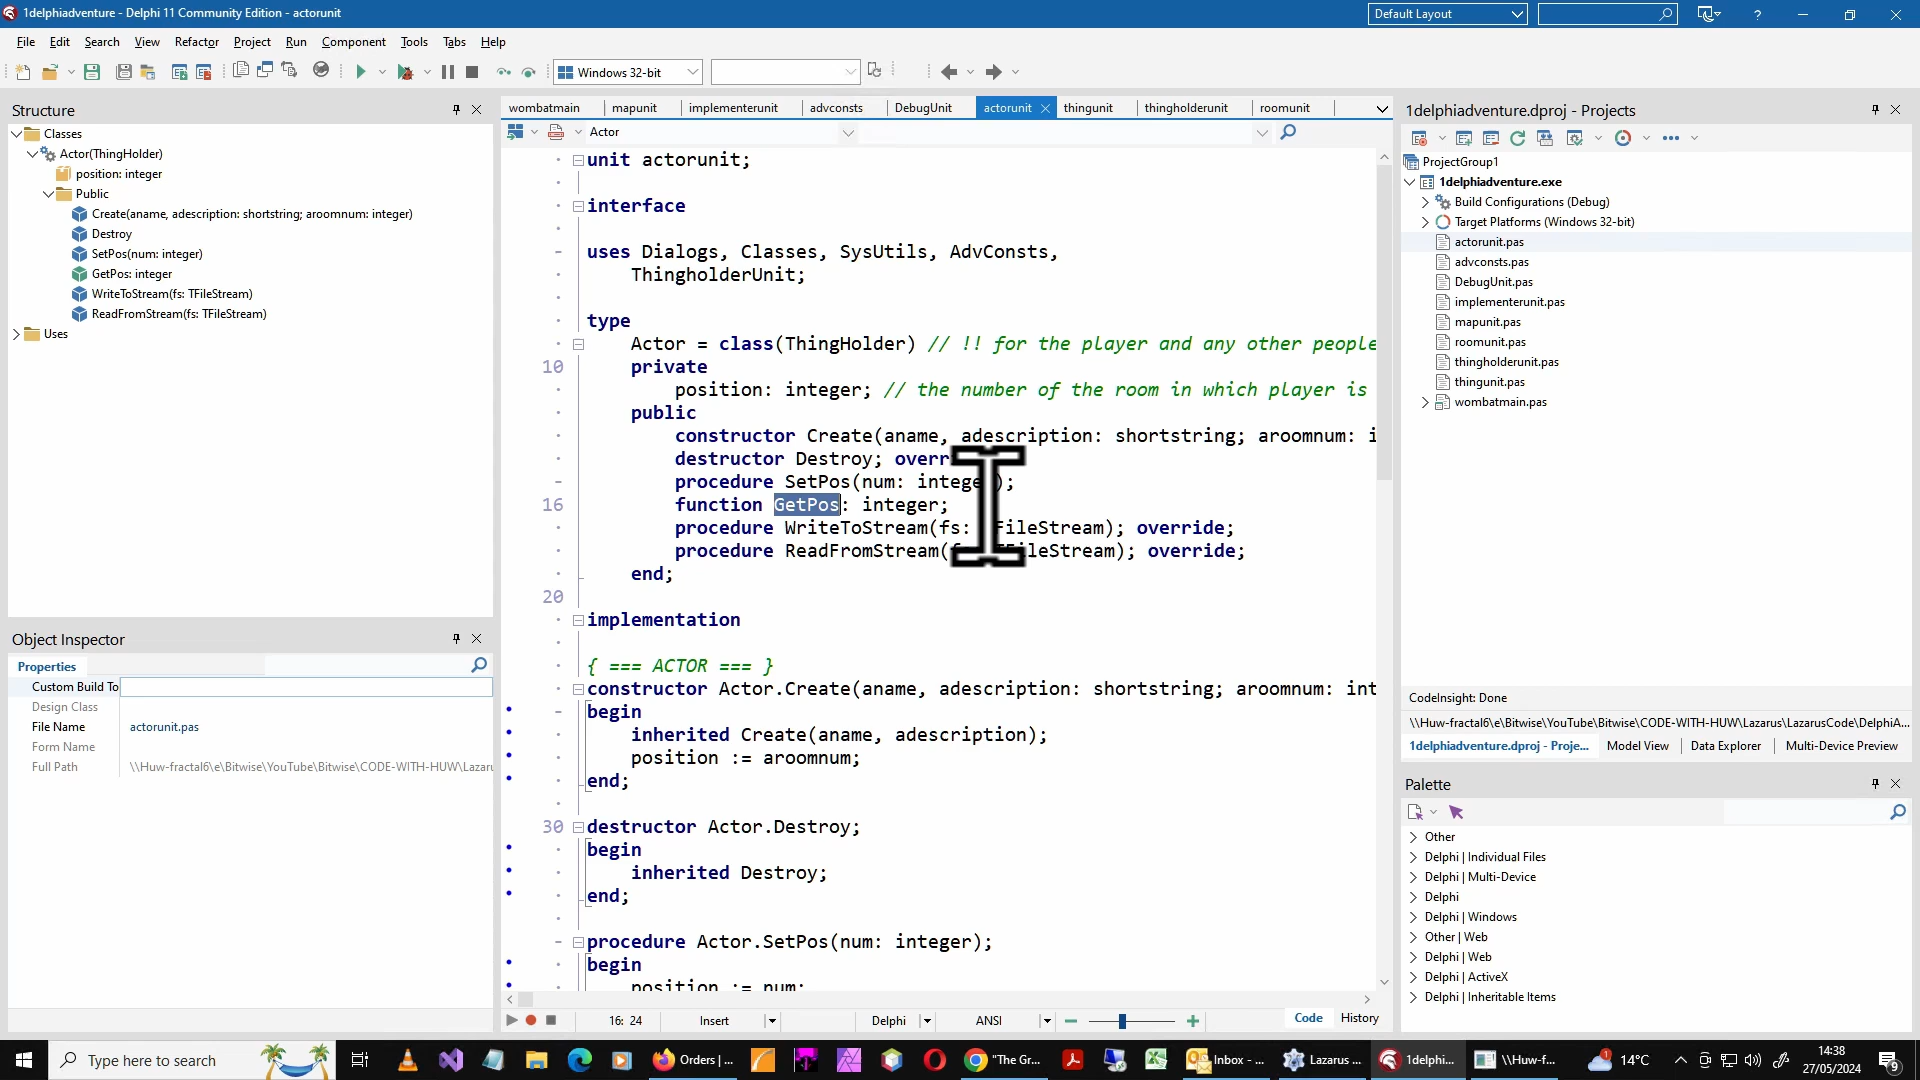 1delphiadventure - Delphi 11 Community Edition - actorunit
Default Layout
?
File Edit Search View Refactor Project Run Component Tools Tabs Help
Windows 32-bit
Structure
Classes
Actor(ThingHolder)
position: integer
Public
Create(aname, adescription: shortstring; aroomnum: integer)
Destroy
SetPos(num: integer)
GetPos: integer
WriteToStream(fs: TFileStream)
ReadFromStream(fs: TFileStream)
Uses
Object Inspector
Properties
Custom Build To
Design Class
File Name actorunit.pas
Form Name
Full Path \\Huw-fractal6\e\Bitwise\YouTube\Bitwise\CODE-WITH-HUW\Lazaru
wombatmain mapunit implementerunit advconsts DebugUnit actorunit thingunit thingholderunit roomunit
Actor
unit actorunit;
interface
uses Dialogs, Classes, SysUtils, AdvConsts,
ThingholderUnit;
type
Actor = class(ThingHolder) // !! for the player and any other people
10 private
position: integer; // the number of the room in which player is
public
constructor Create(aname, adescription: shortstring; aroomnum: i
destructor Destroy; overr
procedure SetPos(num: intege);
16 function GetPos: integer;
procedure WriteToStream(fs: FileStream); override;
procedure ReadFromStream( FileStream); override;
end;
20
implementation
{ === ACTOR === }
constructor Actor.Create(aname, adescription: shortstring; aroomnum: int
begin
inherited Create(aname, adescription);
position := aroomnum;
end;
30 destructor Actor.Destroy;
begin
inherited Destroy;
end;
procedure Actor.SetPos(num: integer);
begin
position := num;
16: 24 Insert Delphi ANSI Code History
1delphiadventure.dproj - Projects
ProjectGroup1
1delphiadventure.exe
Build Configurations (Debug)
Target Platforms (Windows 32-bit)
actorunit.pas
advconsts.pas
DebugUnit.pas
implementerunit.pas
mapunit.pas
roomunit.pas
thingholderunit.pas
thingunit.pas
wombatmain.pas
CodeInsight: Done
\\Huw-fractal6\e\Bitwise\YouTube\Bitwise\CODE-WITH-HUW\Lazarus\LazarusCode\DelphiA...
1delphiadventure.dproj - Proje... Model View Data Explorer Multi-Device Preview
Palette
Other
Delphi | Individual Files
Delphi | Multi-Device
Delphi
Delphi | Windows
Other | Web
Delphi | Web
Delphi | ActiveX
Delphi | Inheritable Items
Type here to search
Orders | ...
"The Gr...
Inbox - ...
Lazarus ...
1delphi...
\\Huw-f...
14°C
14:38
27/05/2024
9